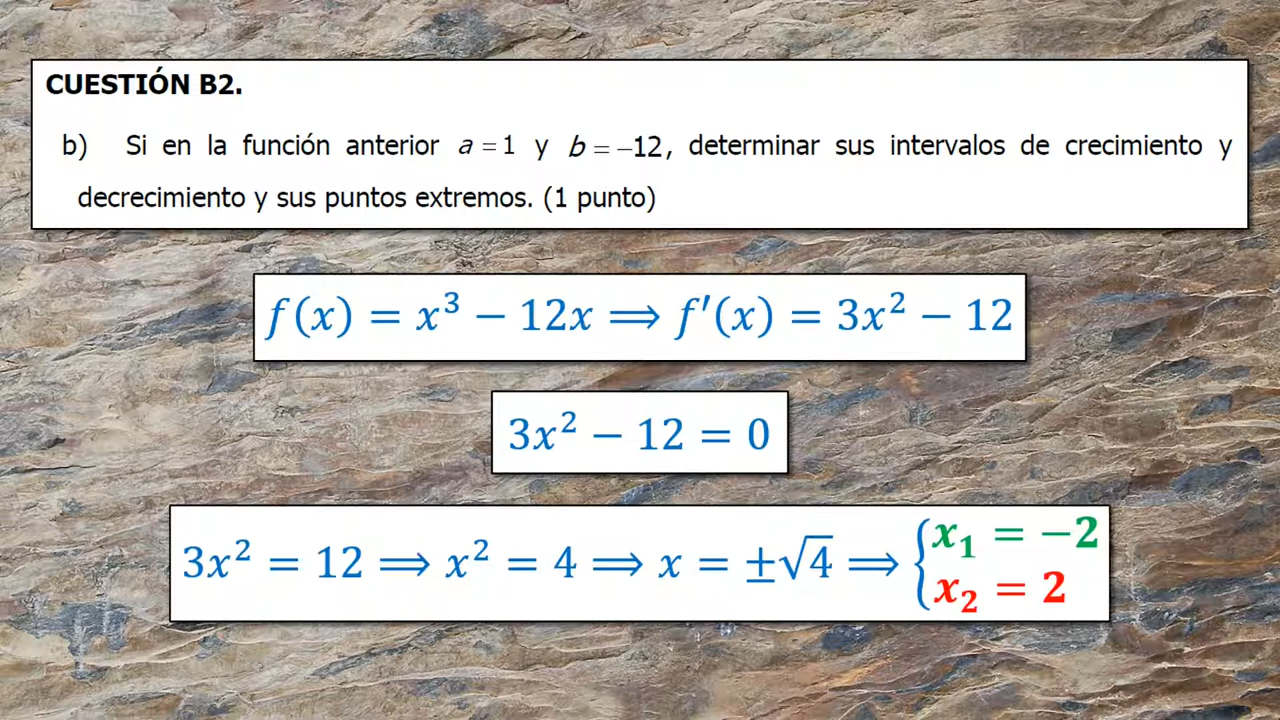 CUESTIÓN B2.
b) Si en la función anterior a = 1 y b = −12, determinar sus intervalos de crecimiento y
decrecimiento y sus puntos extremos. (1 punto)
f(x) = x³ − 12x ⟹ f′(x) = 3x² − 12
3x² − 12 = 0
3x² = 12 ⟹ x² = 4 ⟹ x = ±√4 ⟹ { x₁ = −2
x₂ = 2